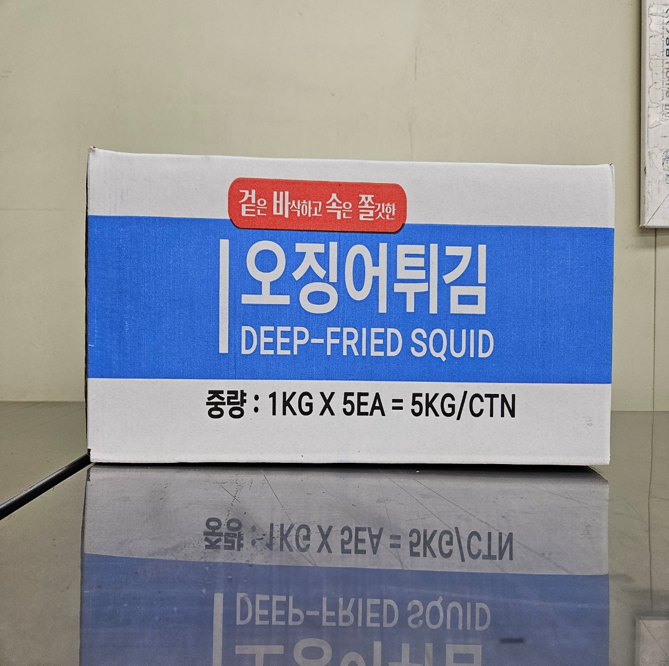 겉은 바삭하고 속은 쫄깃한
오징어튀김
DEEP-FRIED SQUID
중량 : 1KG X 5EA = 5KG/CTN